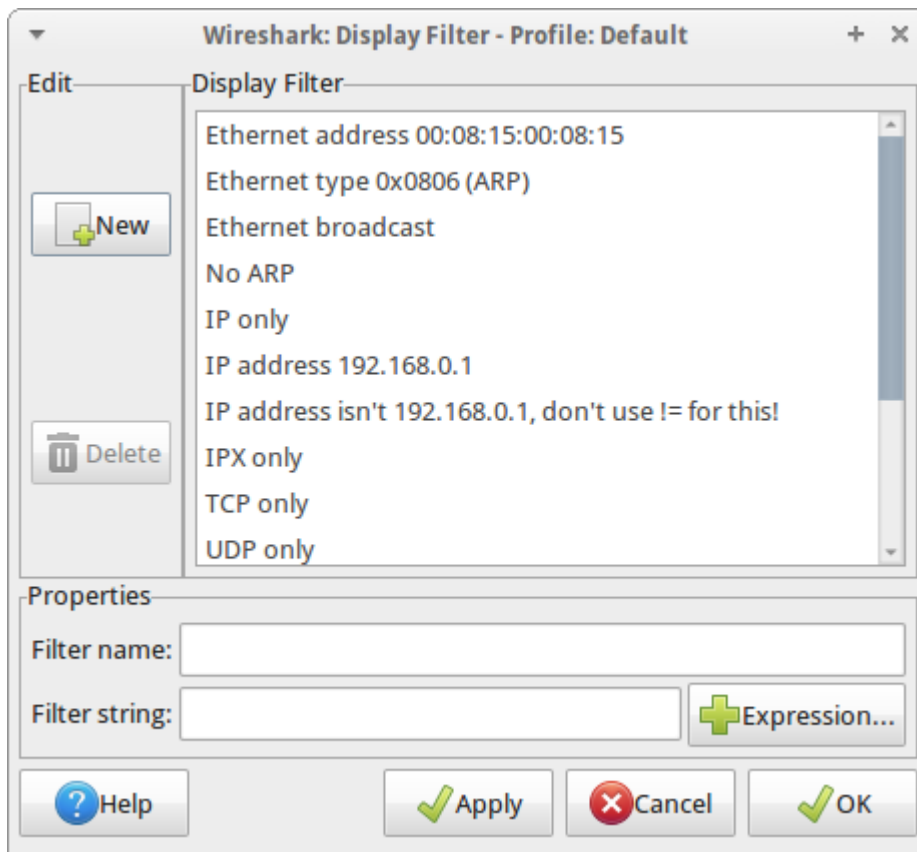 Wireshark: Display Filter - Profile: Default
Edit
Display Filter
New
Delete
Ethernet address 00:08:15:00:08:15
Ethernet type 0x0806 (ARP)
Ethernet broadcast
No ARP
IP only
IP address 192.168.0.1
IP address isn't 192.168.0.1, don't use != for this!
IPX only
TCP only
UDP only
Properties
Filter name:
Filter string:
Expression...
Help
Apply
Cancel
OK